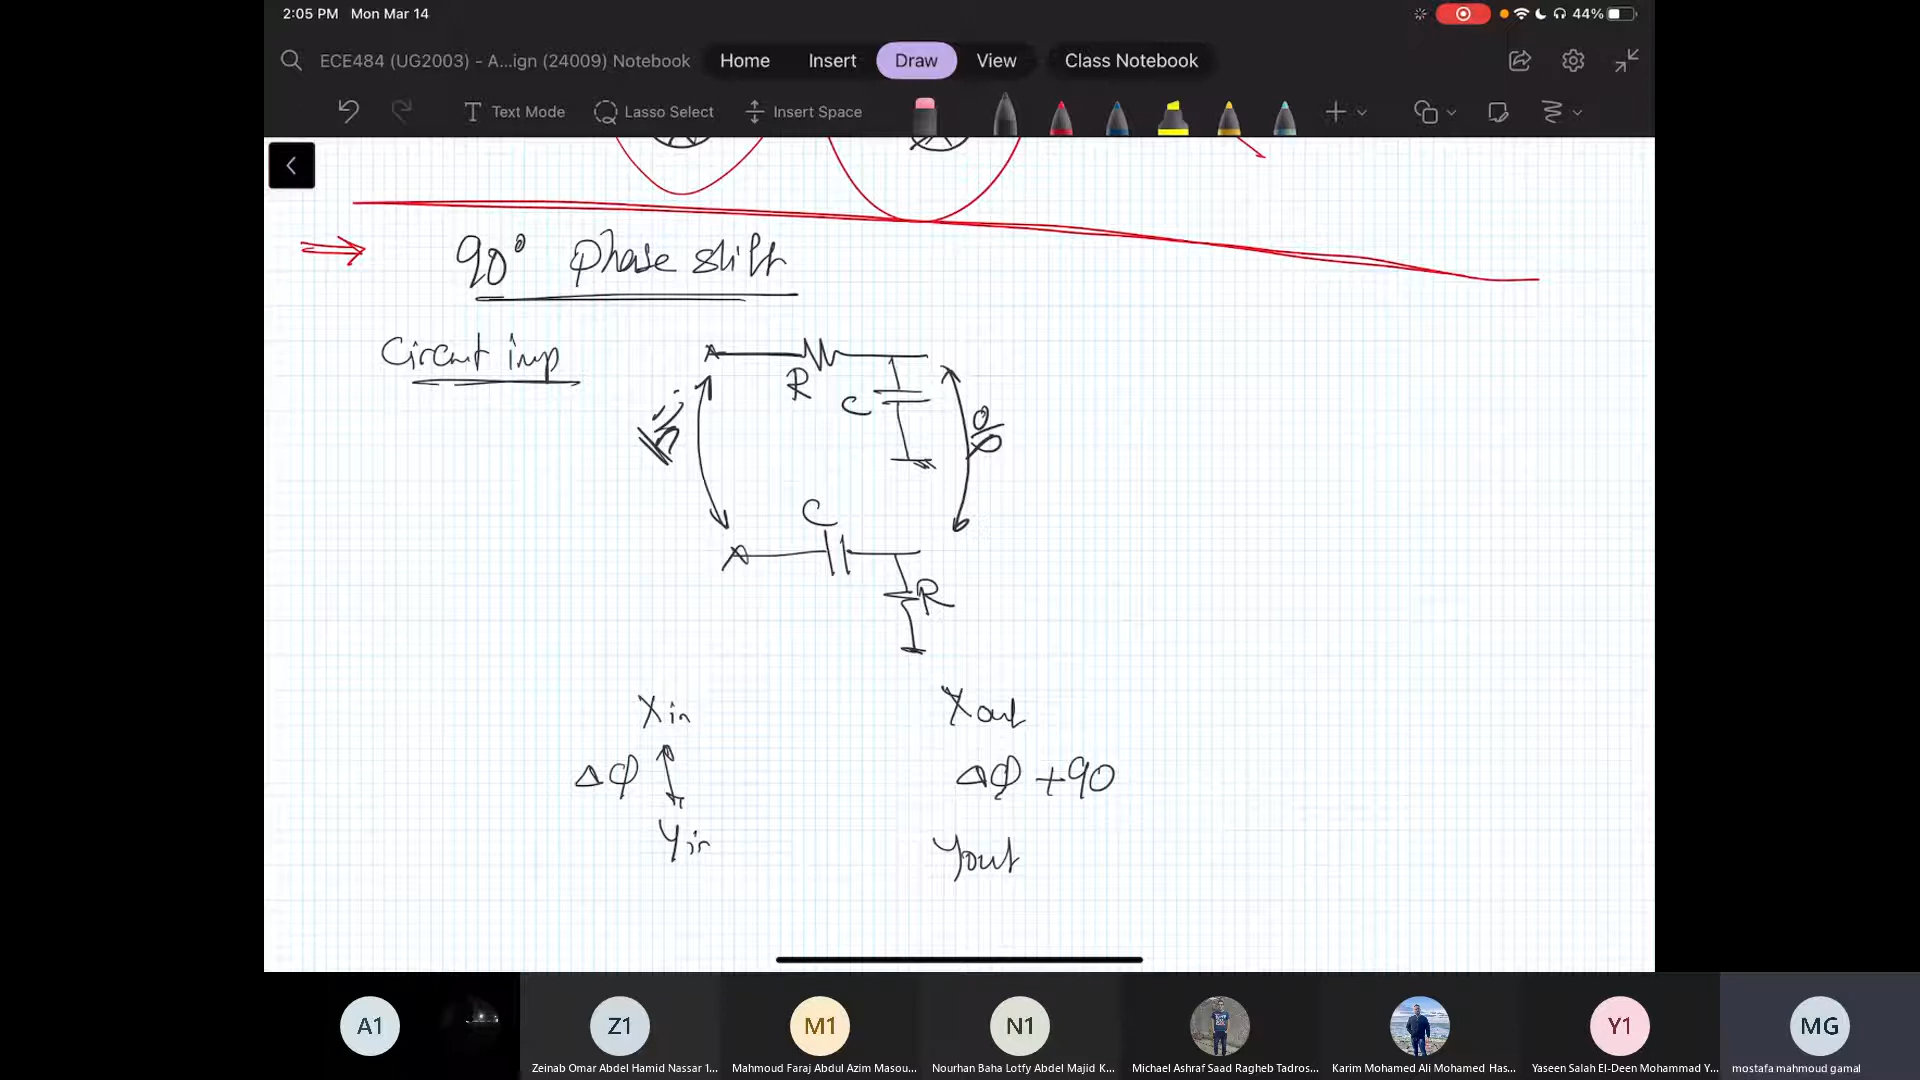 2:05 PM Mon Mar 14
44%
ECE484 (UG2003) - A...ign (24009) Notebook
Home Insert Draw View Class Notebook
Text Mode Lasso Select Insert Space
90° phase shift
Circuit imp
R
C
in
o/p
C
R
Xin Xout
Δφ Δφ +90
Yin Yout
A1 Z1 M1 N1 Y1 MG
Zeinab Omar Abdel Hamid Nassar 1... Mahmoud Faraj Abdul Azim Masou... Nourhan Baha Lotfy Abdel Majid K... Michael Ashraf Saad Ragheb Tadros... Karim Mohamed Ali Mohamed Has... Yaseen Salah El-Deen Mohammad Y... mostafa mahmoud gamal